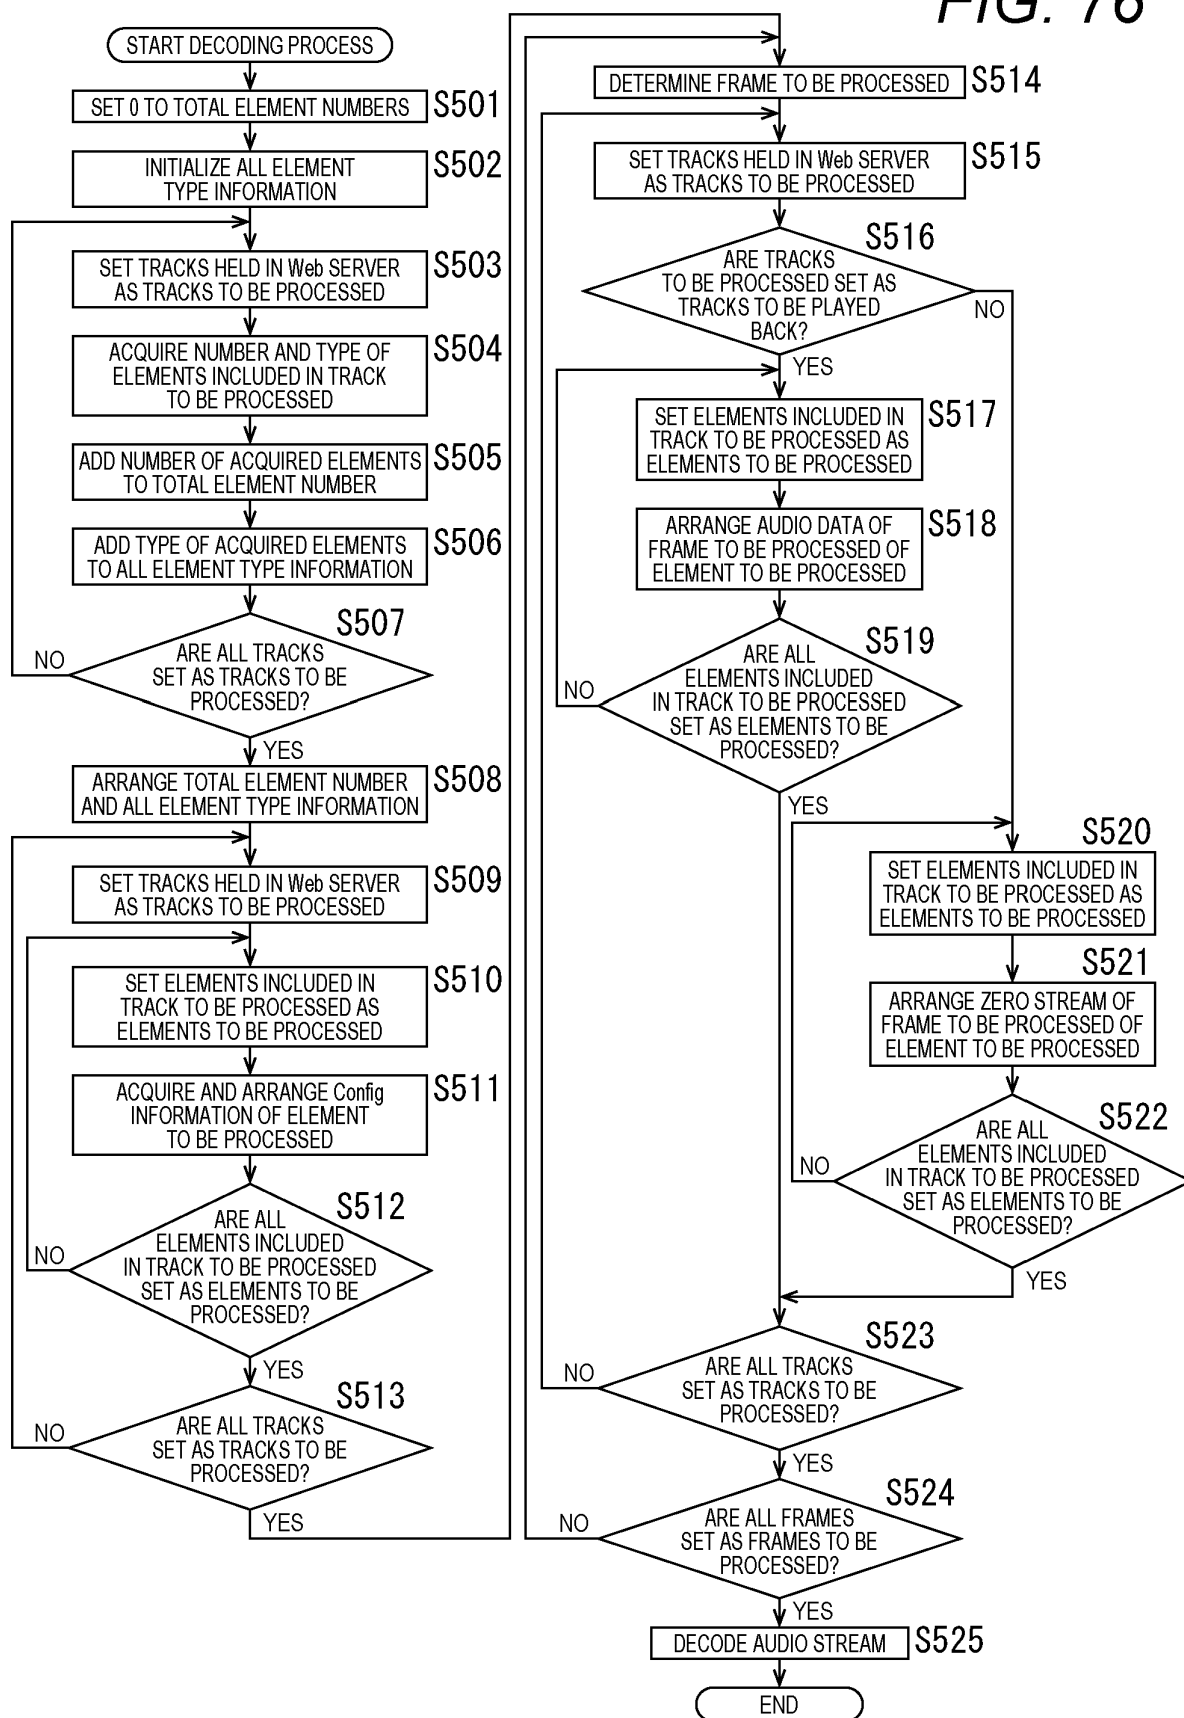 FIG. 76
START DECODING PROCESS
SET 0 TO TOTAL ELEMENT NUMBERS
S501
INITIALIZE ALL ELEMENT
TYPE INFORMATION
S502
SET TRACKS HELD IN Web SERVER
AS TRACKS TO BE PROCESSED
S503
ACQUIRE NUMBER AND TYPE OF
ELEMENTS INCLUDED IN TRACK
TO BE PROCESSED
S504
ADD NUMBER OF ACQUIRED ELEMENTS
TO TOTAL ELEMENT NUMBER
S505
ADD TYPE OF ACQUIRED ELEMENTS
TO ALL ELEMENT TYPE INFORMATION
S506
S507
ARE ALL TRACKS
SET AS TRACKS TO BE
PROCESSED?
NO
YES
ARRANGE TOTAL ELEMENT NUMBER
AND ALL ELEMENT TYPE INFORMATION
S508
SET TRACKS HELD IN Web SERVER
AS TRACKS TO BE PROCESSED
S509
SET ELEMENTS INCLUDED IN
TRACK TO BE PROCESSED AS
ELEMENTS TO BE PROCESSED
S510
ACQUIRE AND ARRANGE Config
INFORMATION OF ELEMENT
TO BE PROCESSED
S511
S512
ARE ALL
ELEMENTS INCLUDED
IN TRACK TO BE PROCESSED
SET AS ELEMENTS TO BE
PROCESSED?
NO
YES
S513
ARE ALL TRACKS
SET AS TRACKS TO BE
PROCESSED?
NO
YES
DETERMINE FRAME TO BE PROCESSED
S514
SET TRACKS HELD IN Web SERVER
AS TRACKS TO BE PROCESSED
S515
S516
ARE TRACKS
TO BE PROCESSED SET AS
TRACKS TO BE PLAYED
BACK?
NO
YES
SET ELEMENTS INCLUDED IN
TRACK TO BE PROCESSED AS
ELEMENTS TO BE PROCESSED
S517
ARRANGE AUDIO DATA OF
FRAME TO BE PROCESSED OF
ELEMENT TO BE PROCESSED
S518
S519
ARE ALL
ELEMENTS INCLUDED
IN TRACK TO BE PROCESSED
SET AS ELEMENTS TO BE
PROCESSED?
NO
YES
S520
SET ELEMENTS INCLUDED IN
TRACK TO BE PROCESSED AS
ELEMENTS TO BE PROCESSED
S521
ARRANGE ZERO STREAM OF
FRAME TO BE PROCESSED OF
ELEMENT TO BE PROCESSED
S522
ARE ALL
ELEMENTS INCLUDED
IN TRACK TO BE PROCESSED
SET AS ELEMENTS TO BE
PROCESSED?
NO
YES
S523
ARE ALL TRACKS
SET AS TRACKS TO BE
PROCESSED?
NO
YES
S524
ARE ALL FRAMES
SET AS FRAMES TO BE
PROCESSED?
NO
YES
DECODE AUDIO STREAM
S525
END